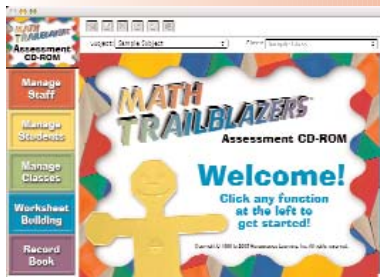 MATH
TRAILBLAZERS
Assessment
CD-ROM
Subject: Sample Subject
Manage
Staff
Manage
Students
Manage
Classes
Worksheet
Building
Record
Book
MATH
TRAILBLAZERS
Assessment CD-ROM
Welcome!
Click any function
at the left to
get started!